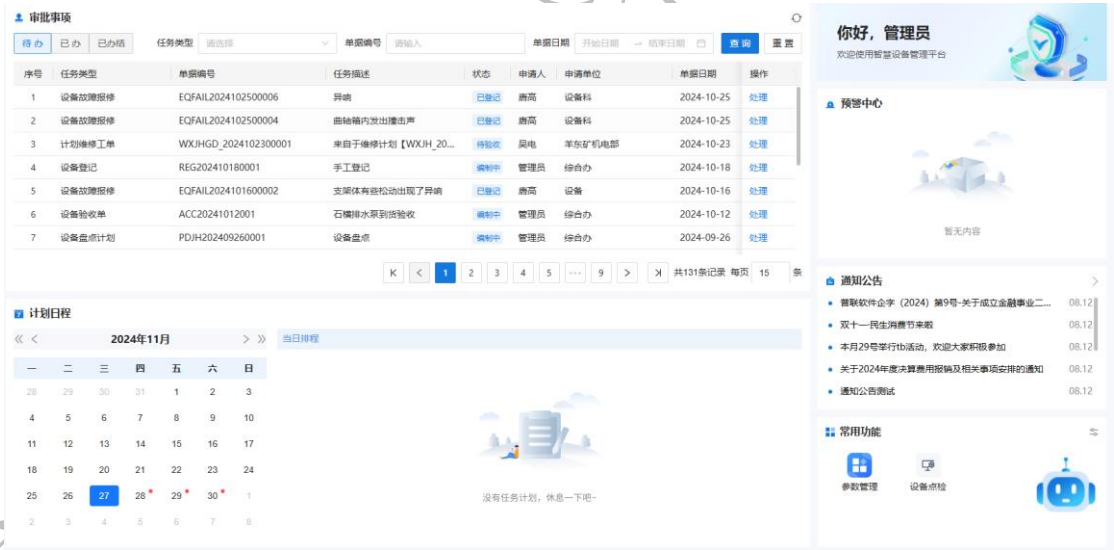 审批事项
待办 已办 已办结 任务类型 请选择 单据编号 请输入 单据日期 开始日期 → 结束日期 查询 重置
序号 任务类型 单据编号 任务描述 状态 申请人 申请单位 单据日期 操作
1 设备故障报修 EQFAIL2024102500006 异响 已登记 唐高 设备科 2024-10-25 处理
2 设备故障报修 EQFAIL2024102500004 曲轴箱内发出撞击声 已登记 唐高 设备科 2024-10-25 处理
3 计划维修工单 WXJHGD_2024102300001 来自于维修计划【WXJH_20... 待验收 吴电 羊东矿机电部 2024-10-23 处理
4 设备登记 REG202410180001 手工登记 编制中 管理员 综合办 2024-10-18 处理
5 设备故障报修 EQFAIL2024101600002 支架体有些松动出现了异响 已登记 唐高 设备 2024-10-16 处理
6 设备验收单 ACC20241012001 石横排水泵到货验收 编制中 管理员 综合办 2024-10-12 处理
7 设备盘点计划 PDJH202409260001 设备盘点 编制中 管理员 综合办 2024-09-26 处理
1 2 3 4 5 ··· 9 共131条记录 每页 15 条
计划日程
2024年11月
一 二 三 四 五 六 日
28 29 30 31 1 2 3
4 5 6 7 8 9 10
11 12 13 14 15 16 17
18 19 20 21 22 23 24
25 26 27 28 29 30 1
2 3 4 5 6 7 8
当日排程
没有任务计划，休息一下吧~
你好，管理员
欢迎使用智慧设备管理平台
预警中心
暂无内容
通知公告
普联软件企字（2024）第9号-关于成立金融事业二... 08.12
双十一-民生消费节来啦 08.12
本月29号举行tb活动，欢迎大家积极参加 08.12
关于2024年度决算费用报销及相关事项安排的通知 08.12
通知公告测试 08.12
常用功能
参数管理 设备点检